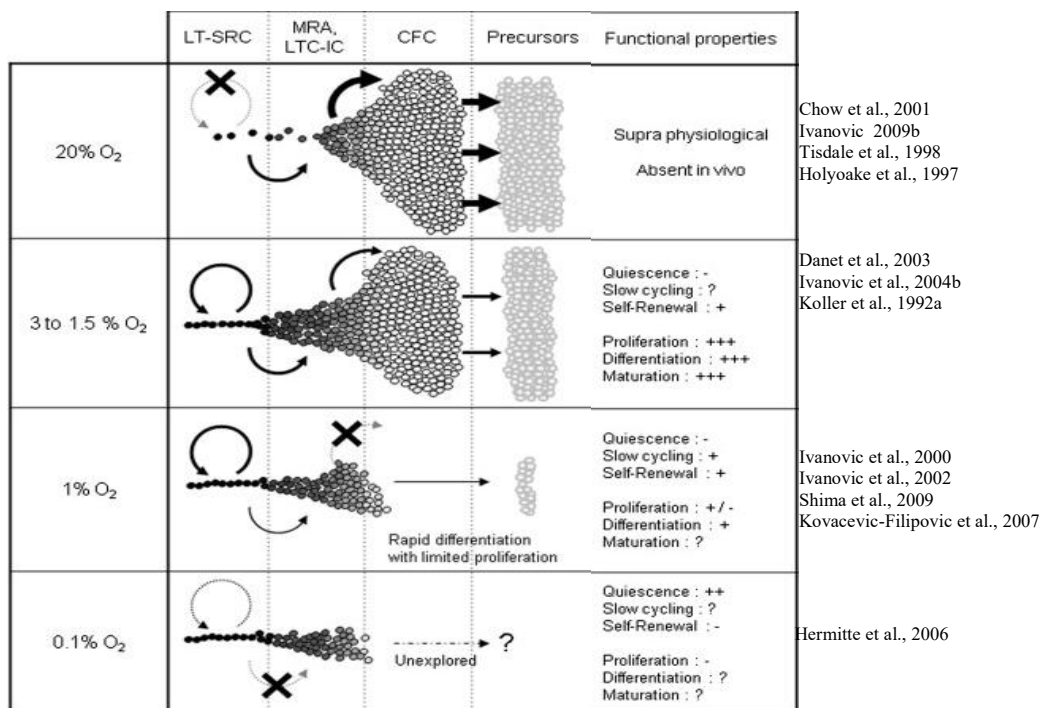 LT-SRC
MRA,
LTC-IC
CFC
Precursors
Functional properties
20% O₂
Supra physiological
Absent in vivo
Chow et al., 2001
Ivanovic 2009b
Tisdale et al., 1998
Holyoake et al., 1997
3 to 1.5 % O₂
Quiescence : -
Slow cycling : ?
Self-Renewal : +
Proliferation : +++
Differentiation : +++
Maturation : +++
Danet et al., 2003
Ivanovic et al., 2004b
Koller et al., 1992a
1% O₂
Rapid differentiation
with limited proliferation
Quiescence : -
Slow cycling : +
Self-Renewal : +
Proliferation : + / -
Differentiation : +
Maturation : ?
Ivanovic et al., 2000
Ivanovic et al., 2002
Shima et al., 2009
Kovacevic-Filipovic et al., 2007
0.1% O₂
Unexplored
?
Quiescence : ++
Slow cycling : ?
Self-Renewal : -
Proliferation : -
Differentiation : ?
Maturation : ?
Hermitte et al., 2006